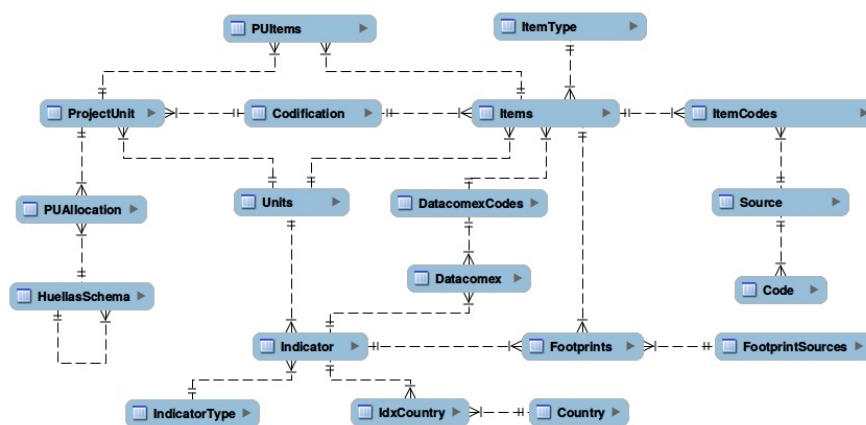 PUItems
ItemType
ProjectUnit
Codification
Items
ItemCodes
PUAllocation
Units
DatacomexCodes
Source
Datacomex
HuellasSchema
Code
Indicator
Footprints
FootprintSources
IndicatorType
IdxCountry
Country